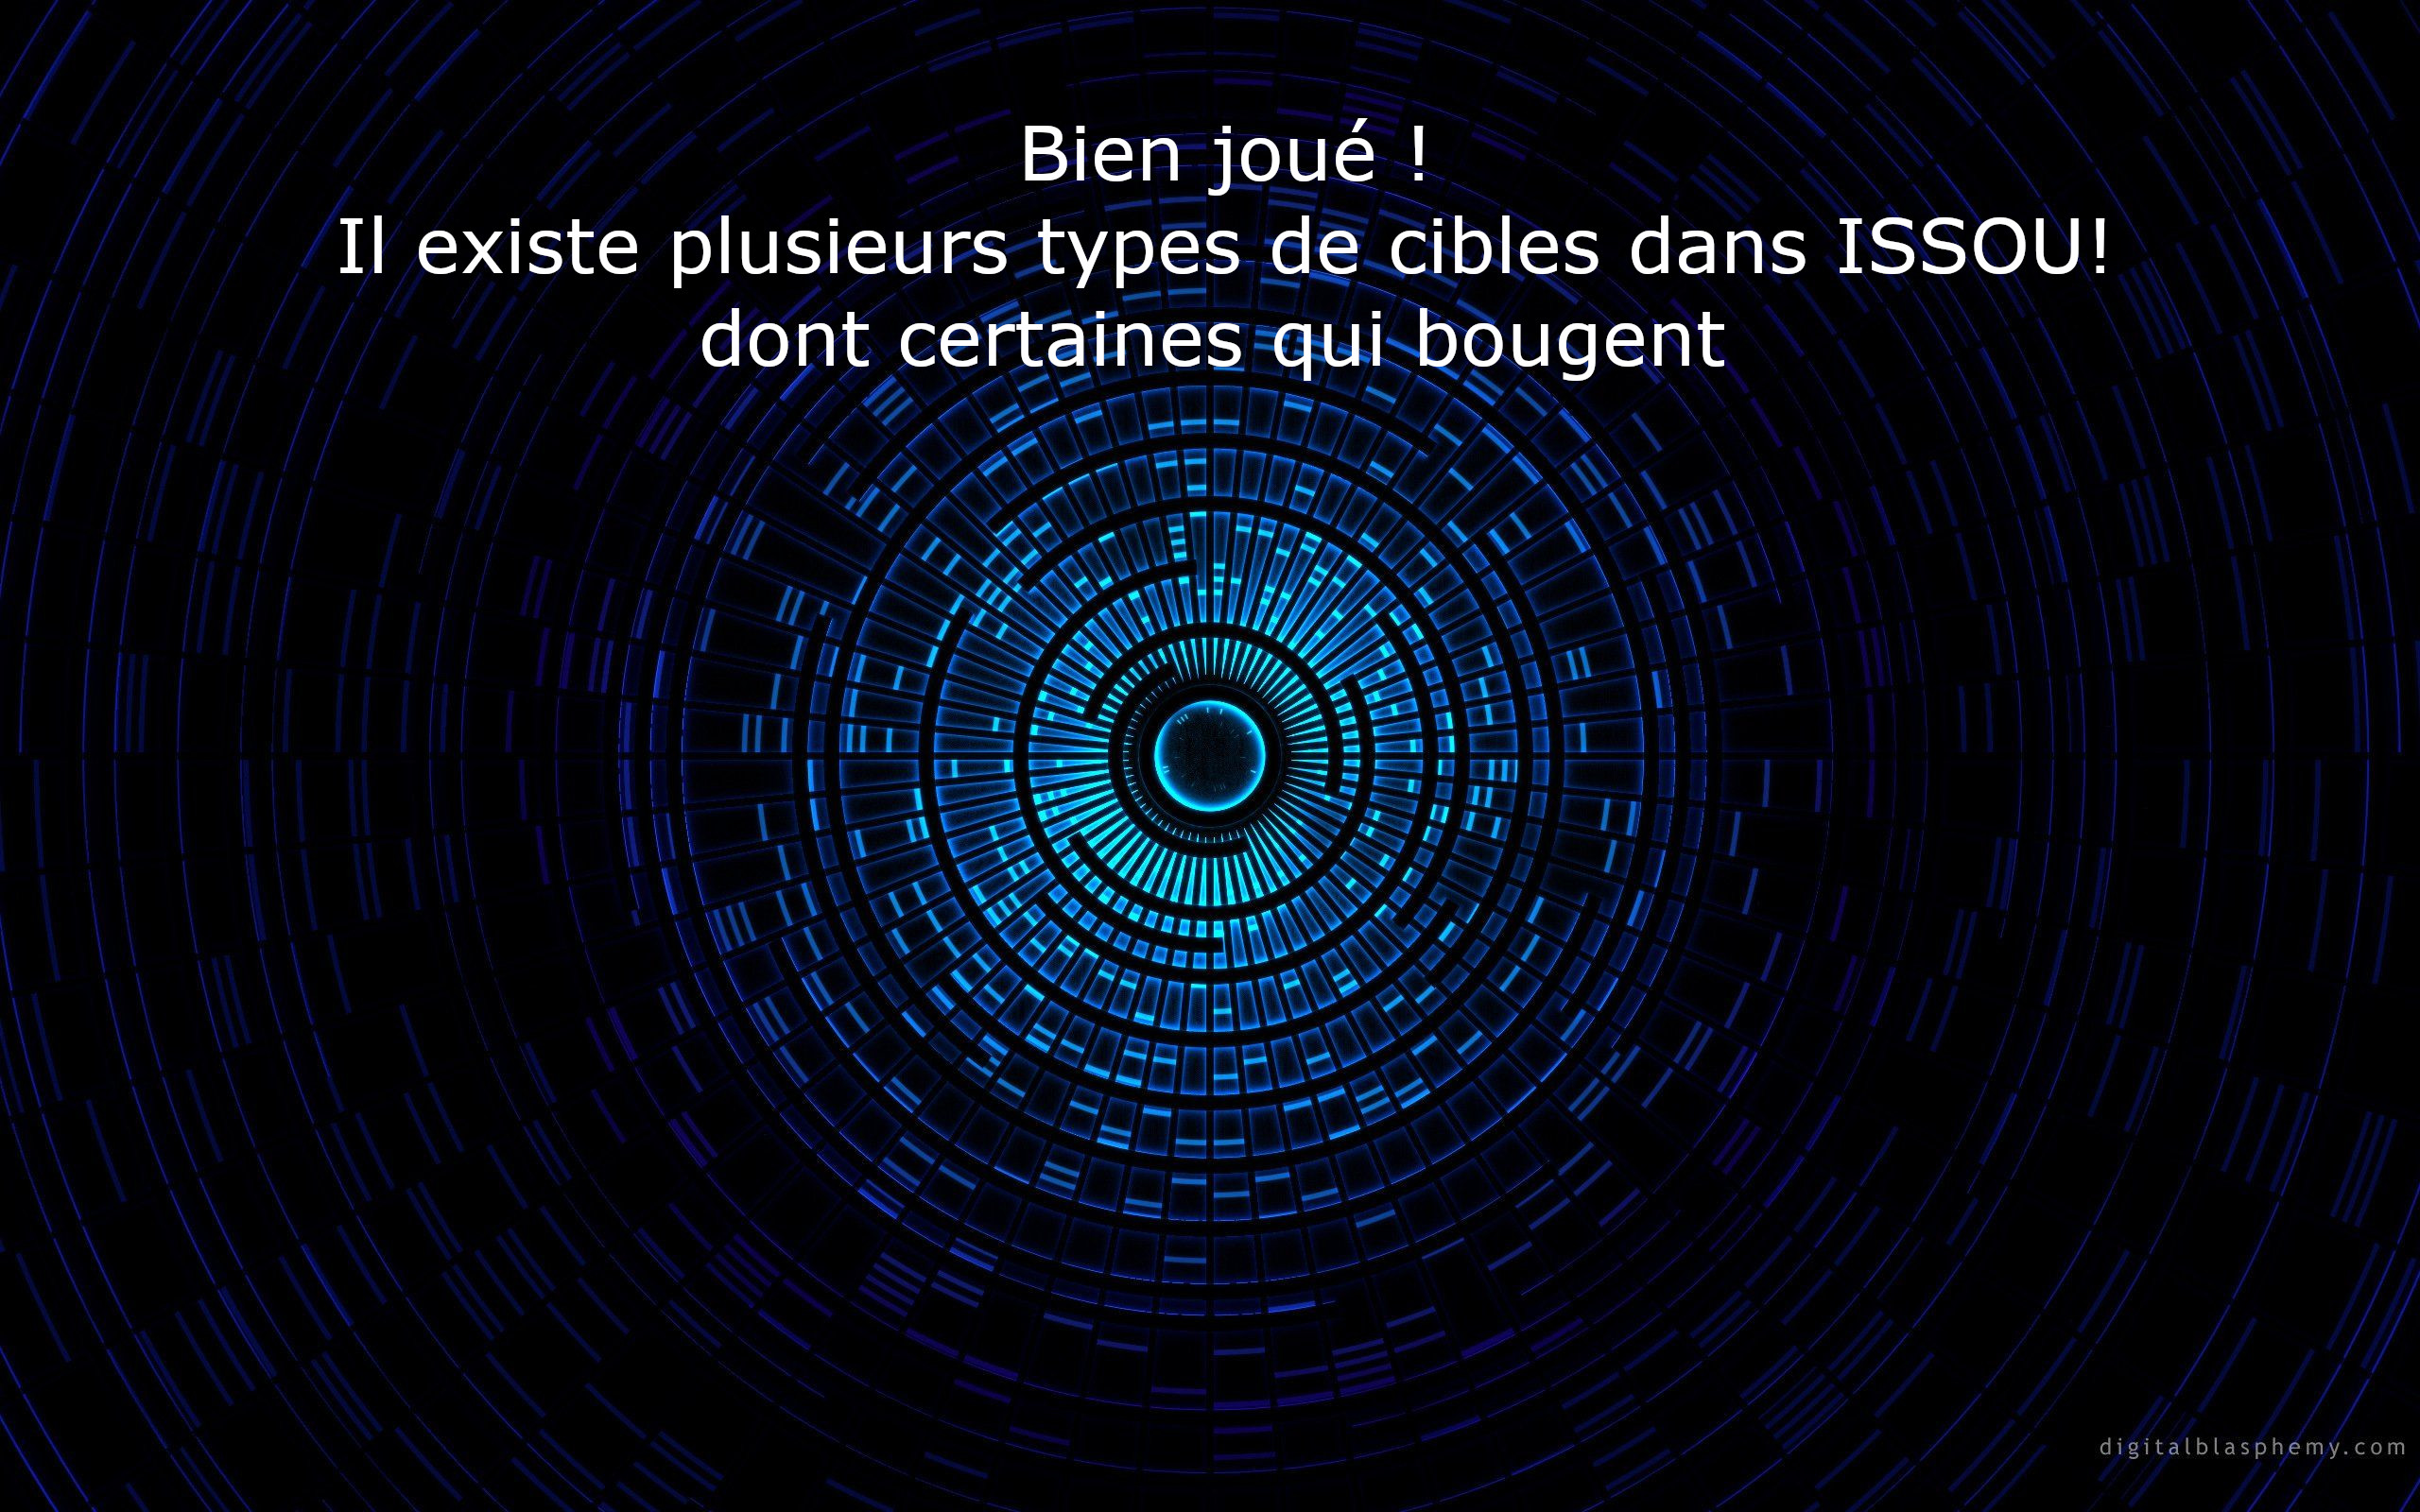 Bien joué !
Il existe plusieurs types de cibles dans ISSOU!
dont certaines qui bougent
digitalblasphemy.com